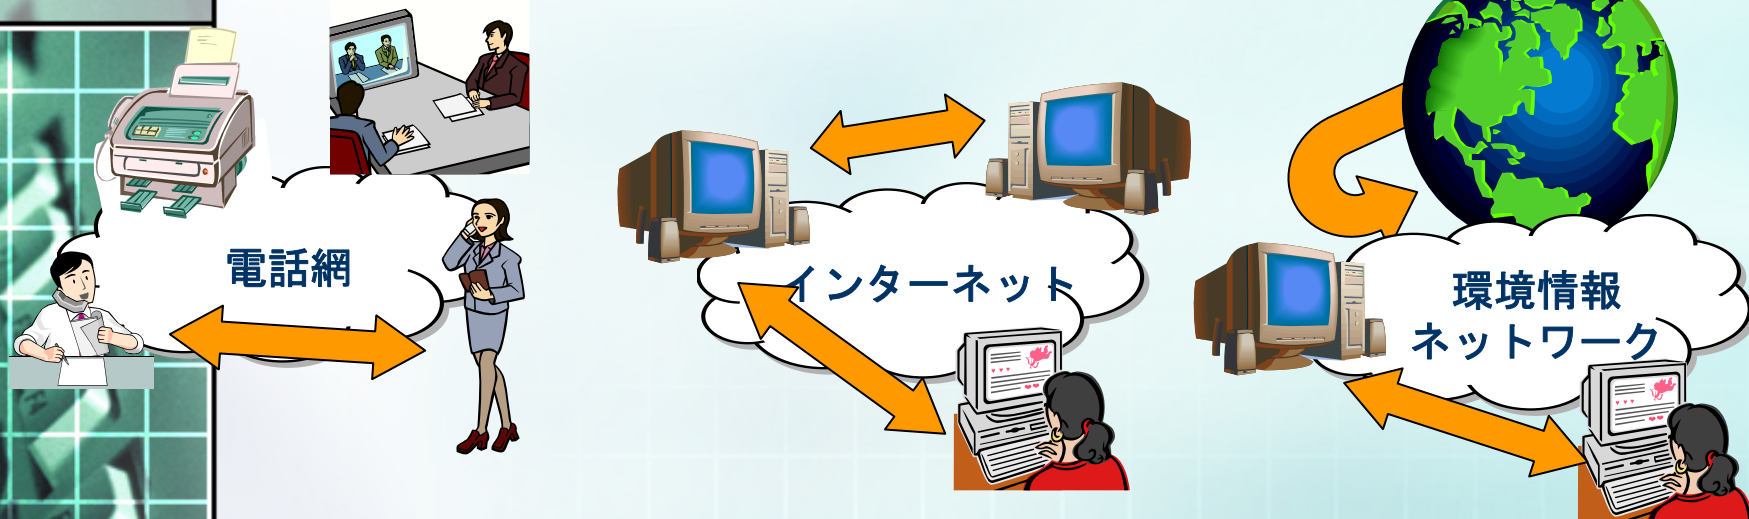 電話網
インターネット
環境情報
ネットワーク